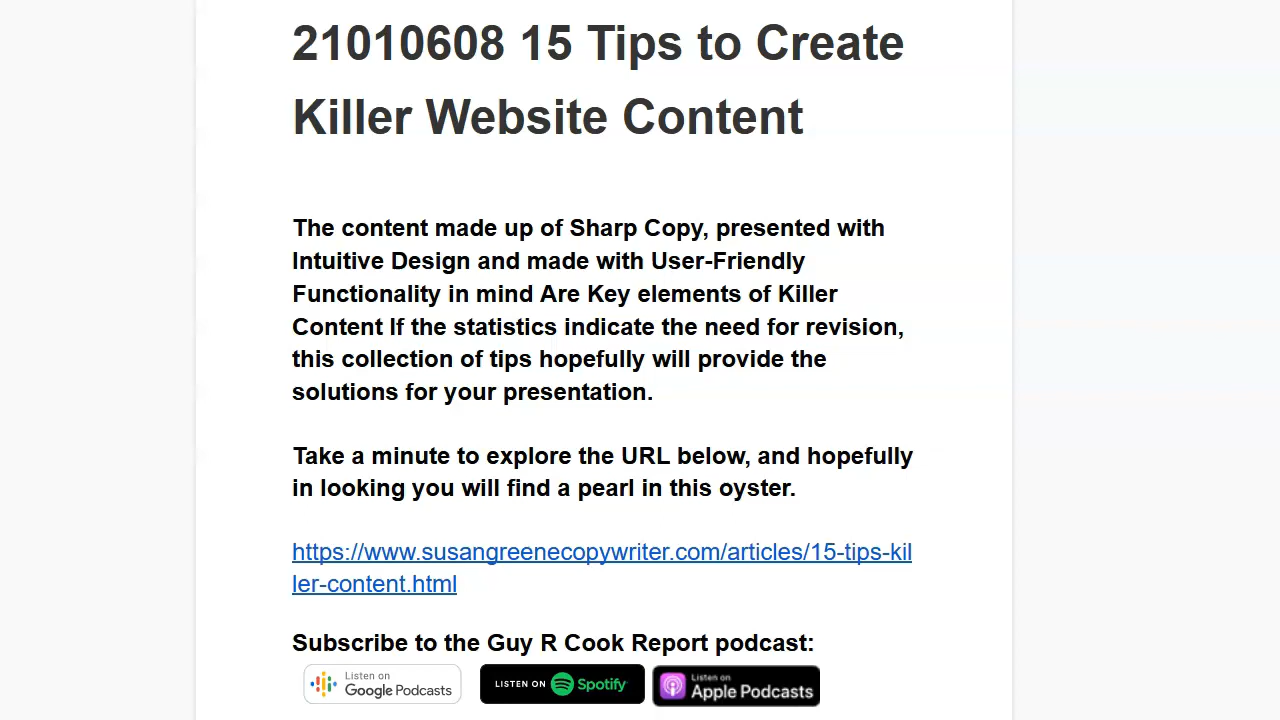 21010608 15 Tips to Create
Killer Website Content
The content made up of Sharp Copy, presented with
Intuitive Design and made with User-Friendly
Functionality in mind Are Key elements of Killer
Content If the statistics indicate the need for revision,
this collection of tips hopefully will provide the
solutions for your presentation.
Take a minute to explore the URL below, and hopefully
in looking you will find a pearl in this oyster.
https://www.susangreenecopywriter.com/articles/15-tips-kil
ler-content.html
Subscribe to the Guy R Cook Report podcast:
Listen on
Google Podcasts
LISTEN ON Spotify
Listen on
Apple Podcasts